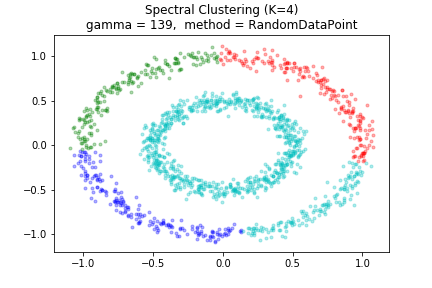 Spectral Clustering (K=4)
gamma = 139,  method = RandomDataPoint
1.0
0.5
0.0
−0.5
−1.0
−1.0 −0.5 0.0 0.5 1.0